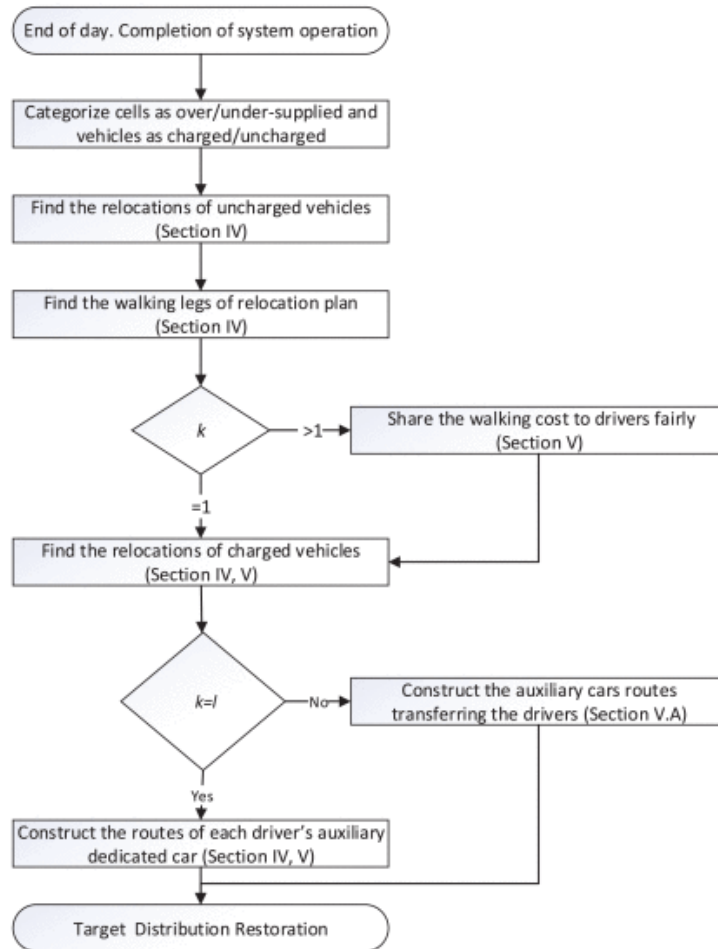 End of day. Completion of system operation
Categorize cells as over/under-supplied and
vehicles as charged/uncharged
Find the relocations of uncharged vehicles
(Section IV)
Find the walking legs of relocation plan
(Section IV)
k
>1
Share the walking cost to drivers fairly
(Section V)
=1
Find the relocations of charged vehicles
(Section IV, V)
k=l
No
Construct the auxiliary cars routes
transferring the drivers (Section V.A)
Yes
Construct the routes of each driver's auxiliary
dedicated car (Section IV, V)
Target Distribution Restoration